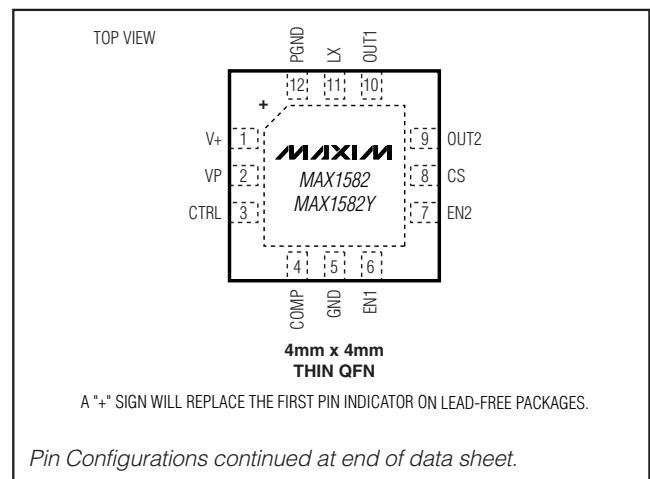 TOP VIEW
PGND
LX
OUT1
12
11
10
+
V+
1
9
OUT2
MAXIM
VP
2
MAX1582
8
CS
CTRL
3
MAX1582Y
7
EN2
4
5
6
COMP
GND
EN1
4mm x 4mm
THIN QFN
A "+" SIGN WILL REPLACE THE FIRST PIN INDICATOR ON LEAD-FREE PACKAGES.
Pin Configurations continued at end of data sheet.